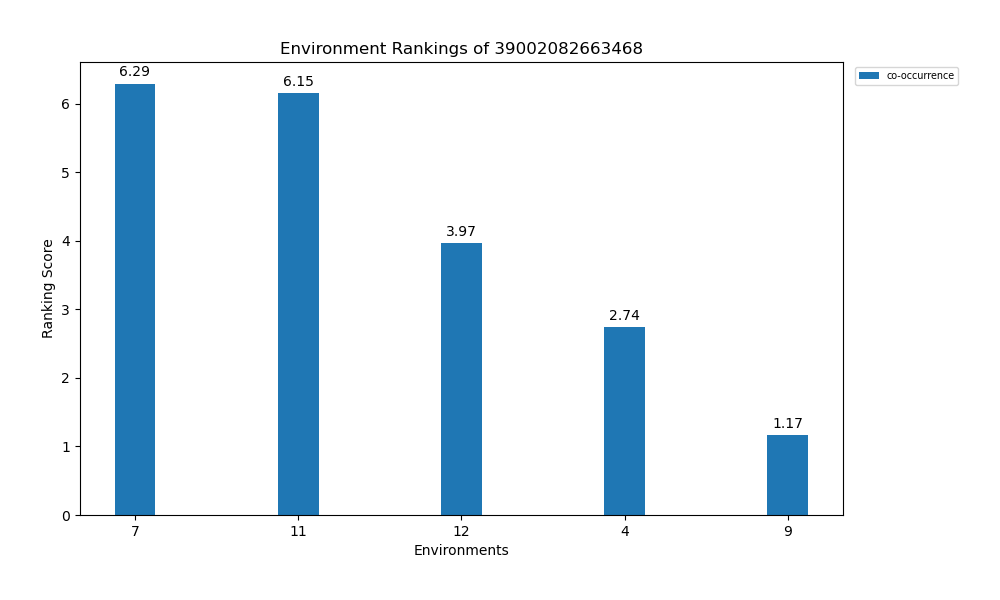 Environment Rankings of 39002082663468
co-occurrence
6.29
6.15
3.97
2.74
1.17
6
5
4
3
2
1
0
Ranking Score
7 11 12 4 9
Environments